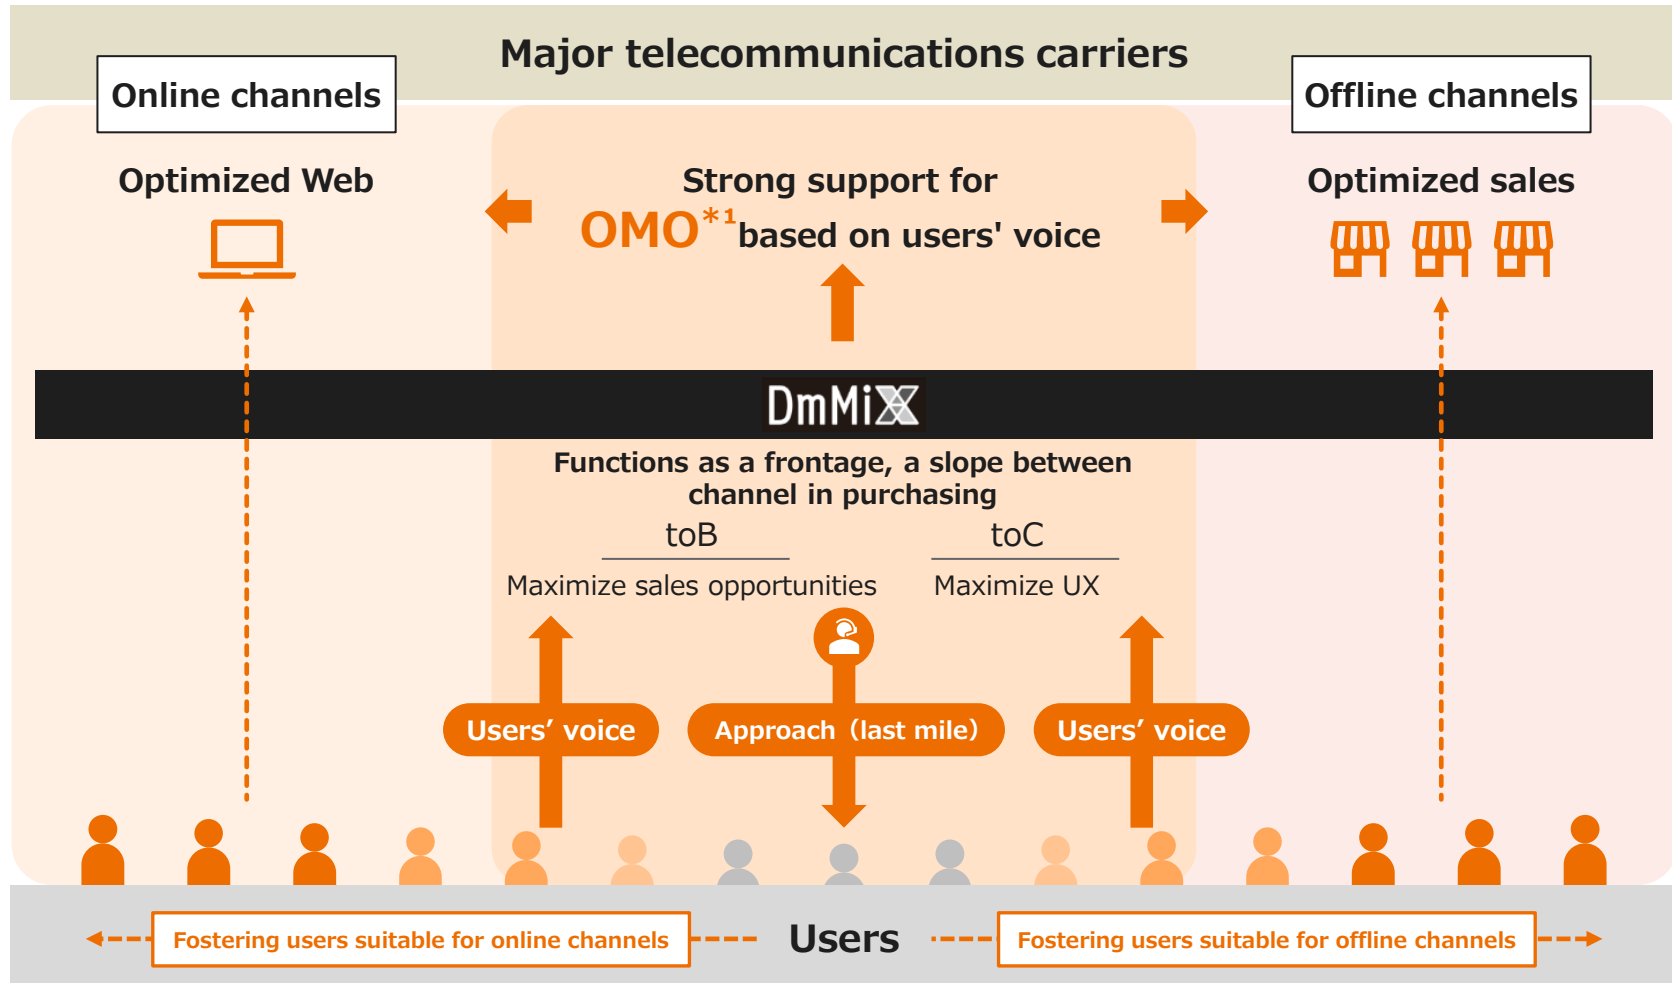 Major telecommunications carriers
Online channels
Offline channels
Optimized Web
Strong support for
OMO*1 based on users' voice
Optimized sales
DmMiX
Functions as a frontage, a slope between
channel in purchasing
toB
toC
Maximize sales opportunities
Maximize UX
Users’ voice
Approach (last mile)
Users’ voice
Fostering users suitable for online channels
Users
Fostering users suitable for offline channels